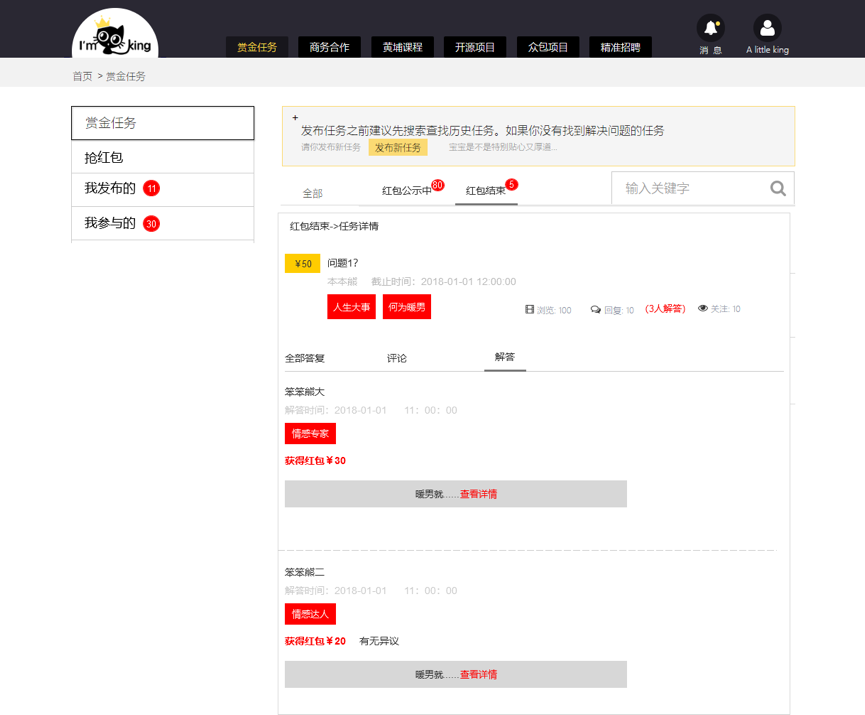 I'm king
赏金任务 商务合作 黄埔课程 开源项目 众包项目 精准招聘
消 息 A little king
首页 > 赏金任务
赏金任务
抢红包
我发布的 11
我参与的 30
+
发布任务之前建议先搜索查找历史任务。如果你没有找到解决问题的任务
请你发布新任务 发布新任务 宝宝是不是特别贴心又厚道...
全部 红包公示中 80 红包结束 5 输入关键字
红包结束->任务详情
¥50 问题1?
本本熊 截止时间：2018-01-01 12:00:00
人生大事 何为暖男 浏览: 100 回复: 10 (3人解答) 关注: 10
全部答复 评论 解答
笨笨熊大
解答时间：2018-01-01 11：00：00
情感专家
获得红包¥30
暖男就......查看详情
笨笨熊二
解答时间：2018-01-01 11：00：00
情感达人
获得红包¥20 有无异议
暖男就......查看详情